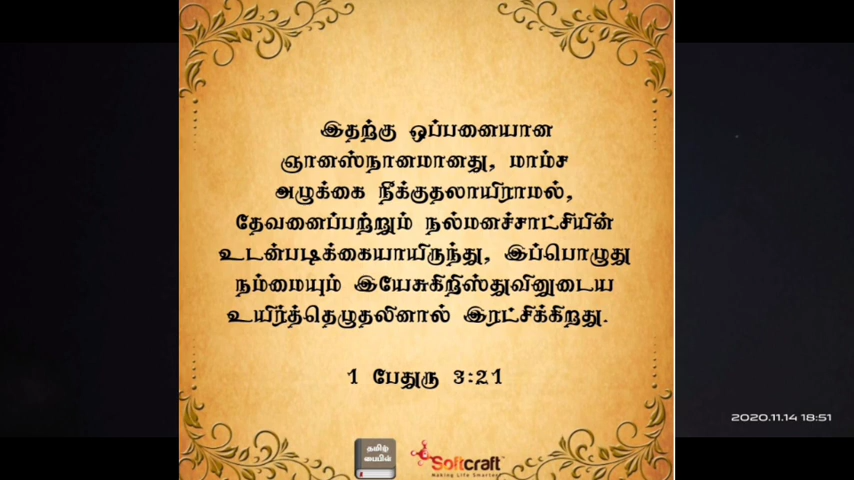 இதற்கு ஒப்பனையான
ஞானஸ்நானமானது, மாம்ச
அழுக்கை நீக்குதலாயிராமல்,
தேவனைப்பற்றும் நல்மனச்சாட்சியின்
உடன்படிக்கையாயிருந்து, இப்பொழுது
நம்மையும் இயேசுகிறிஸ்துவினுடைய
உயிர்த்தெழுதலினால் இரட்சிக்கிறது.
1 பேதுரு 3:21
2020.11.14 18:51
தமிழ்
பைபிள்
Softcraft
Making Life Smarter